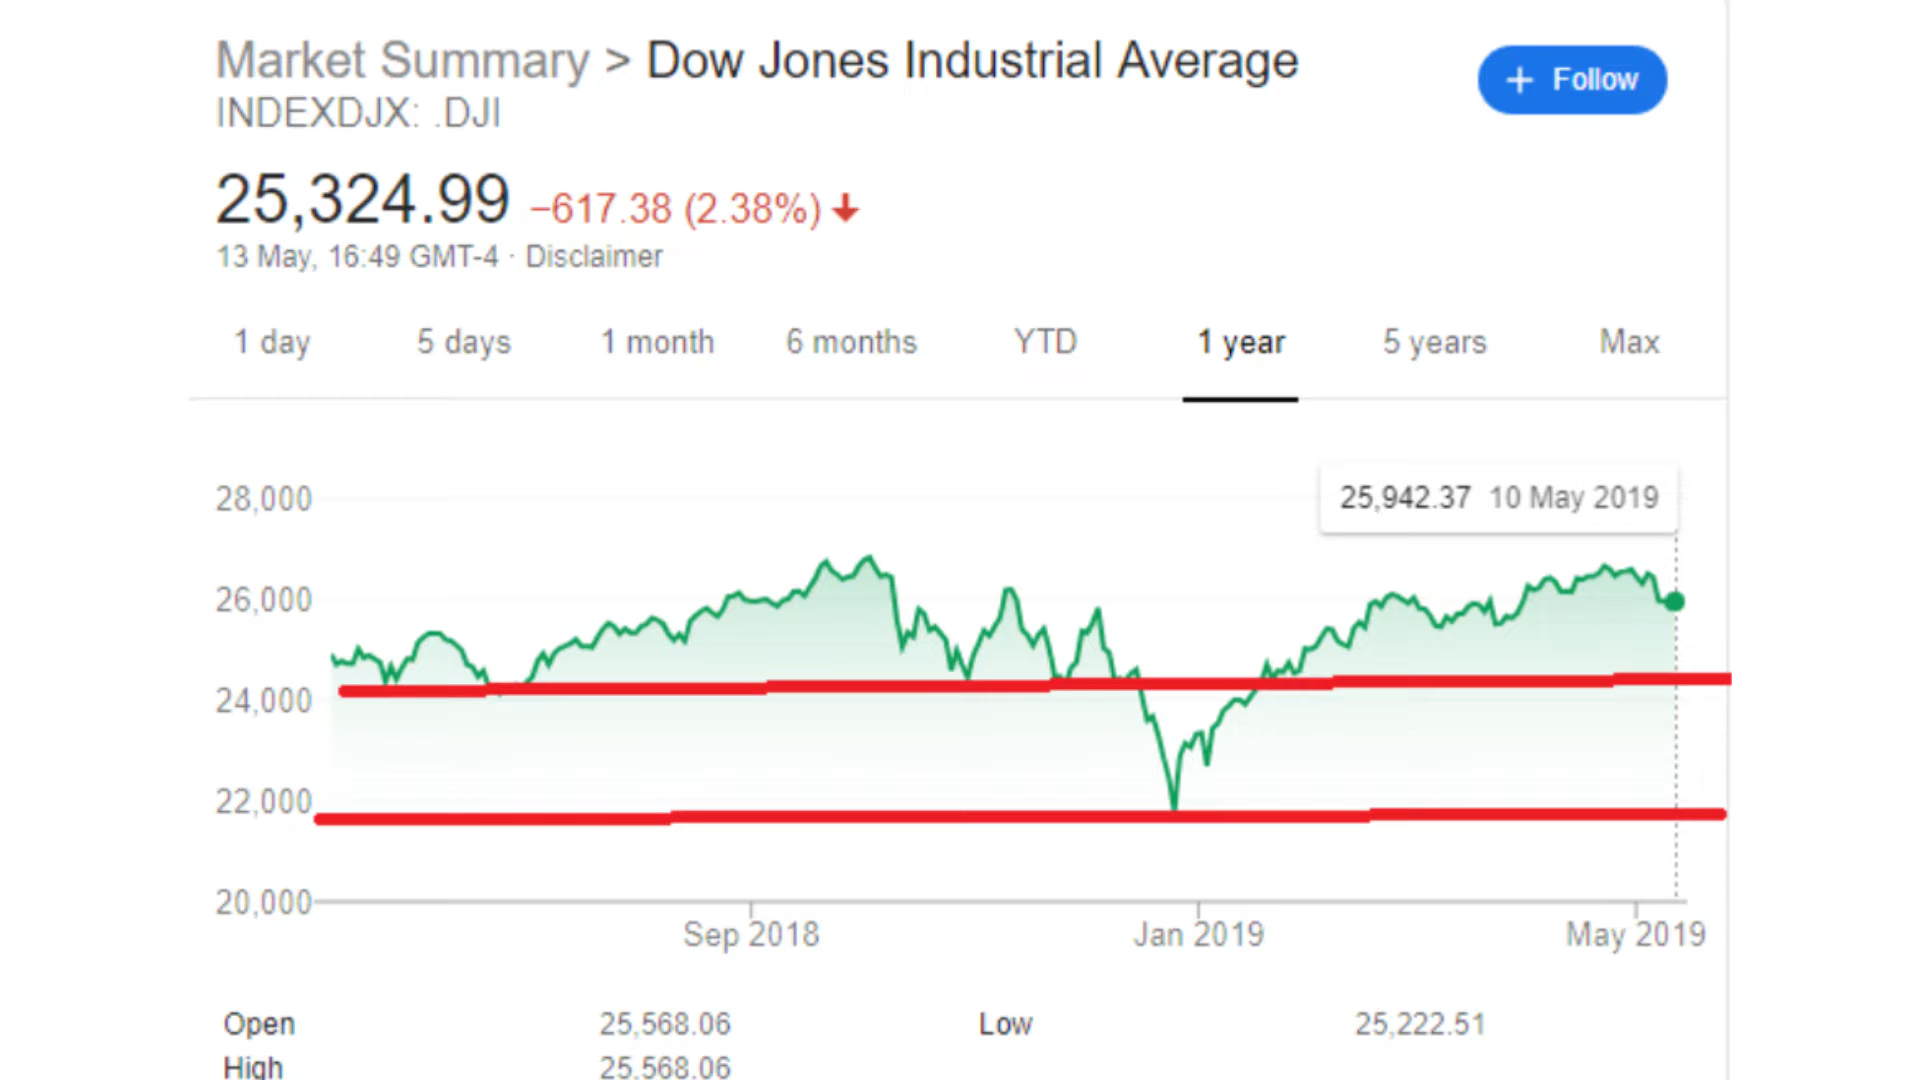 Market Summary > Dow Jones Industrial Average
INDEXDJX: .DJI
+ Follow
25,324.99 −617.38 (2.38%)
13 May, 16:49 GMT-4 · Disclaimer
1 day 5 days 1 month 6 months YTD 1 year 5 years Max
28,000
25,942.37 10 May 2019
26,000
24,000
22,000
20,000
Sep 2018 Jan 2019 May 2019
Open 25,568.06 Low 25,222.51
High 25,568.06